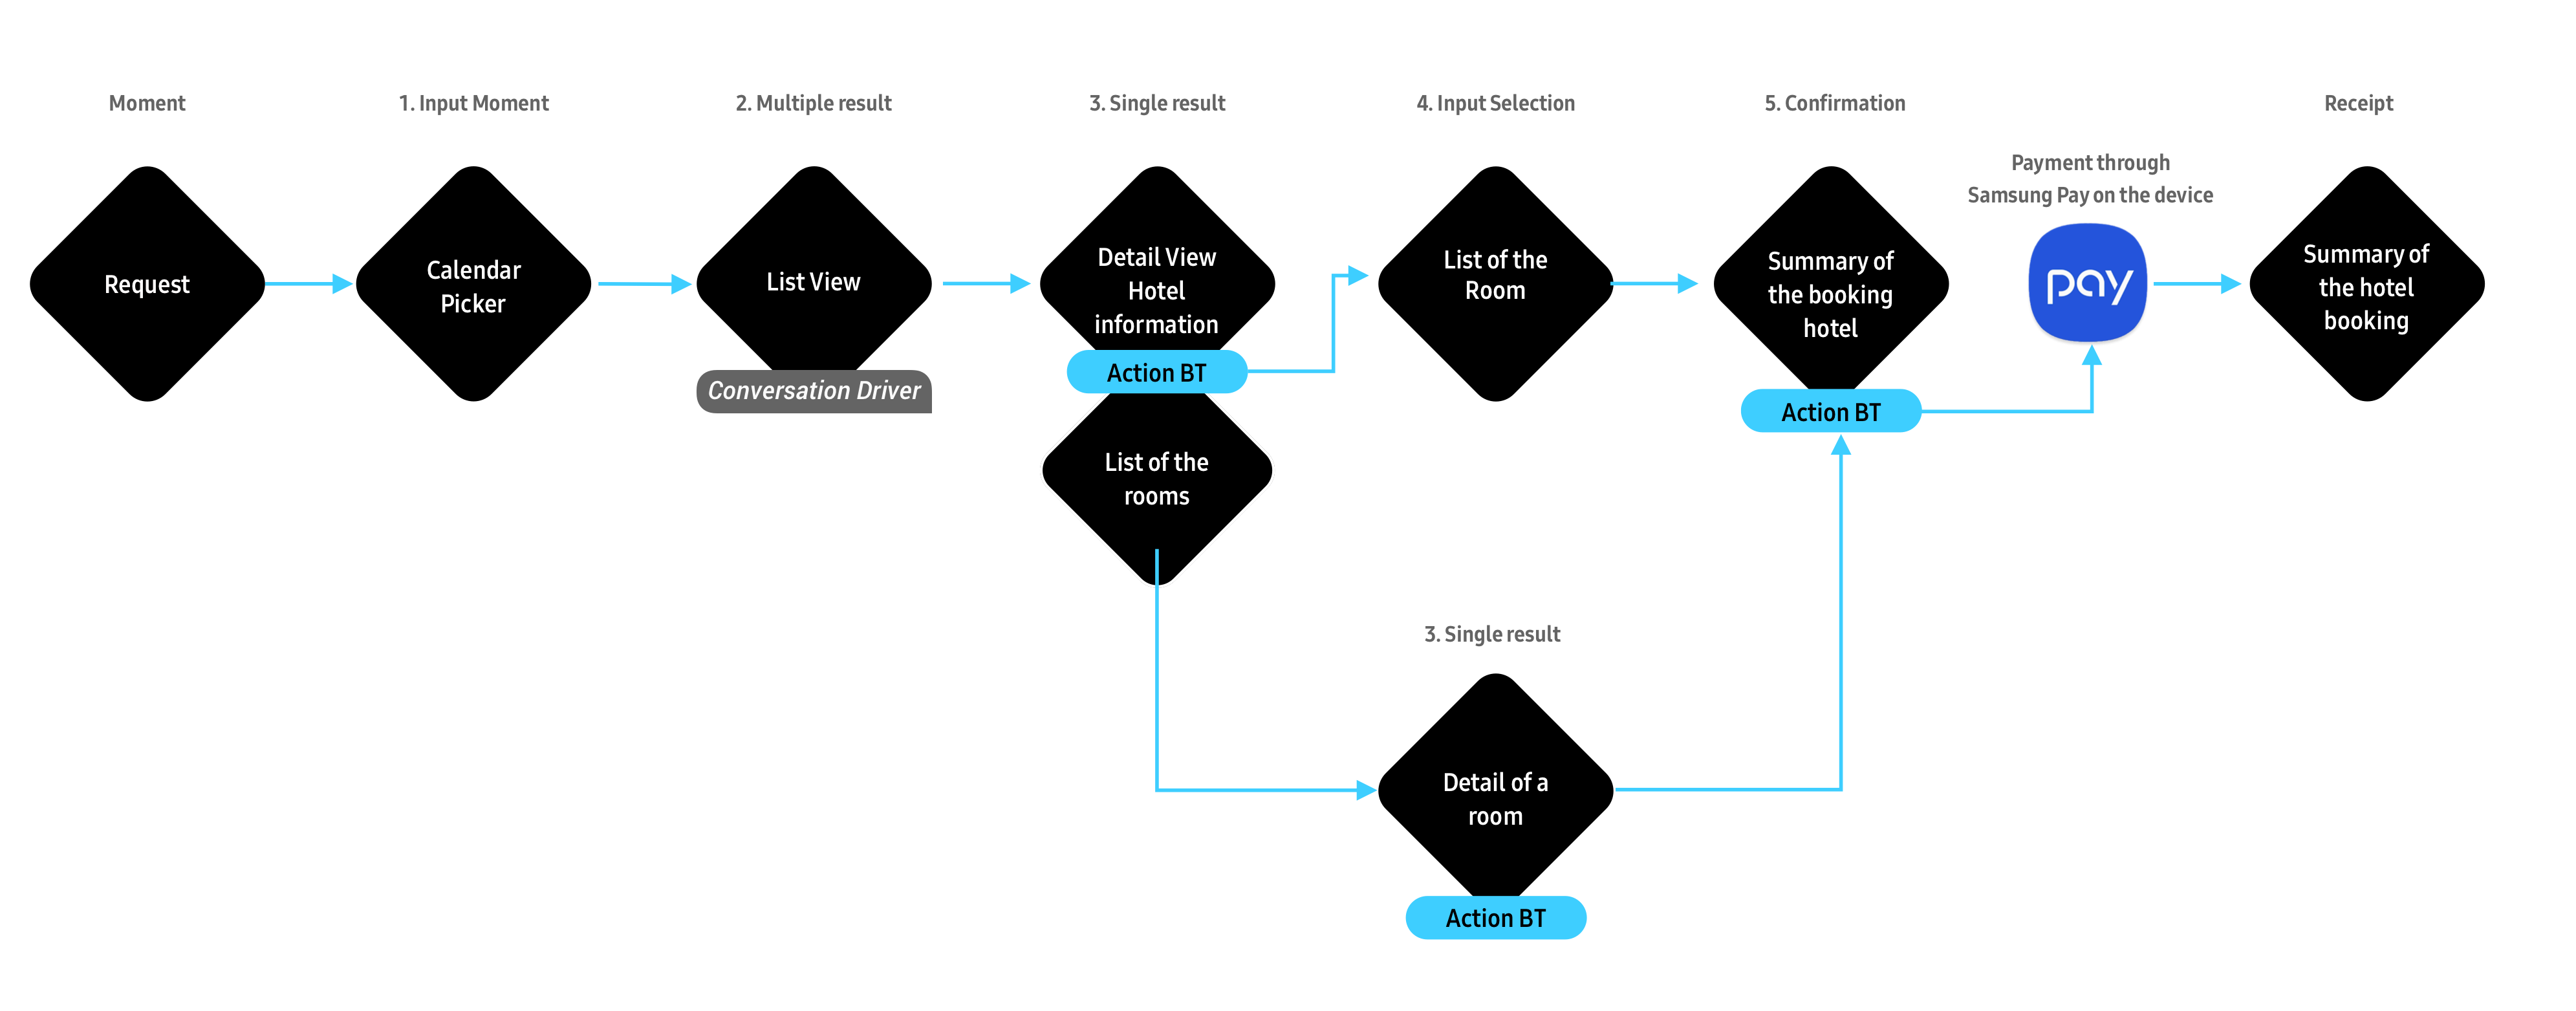 Moment
1. Input Moment
2. Multiple result
3. Single result
4. Input Selection
5. Confirmation
Receipt
Payment through
Samsung Pay on the device
Request
Calendar
Picker
List View
Conversation Driver
Detail View
Hotel
information
Action BT
List of the
rooms
List of the
Room
Summary of
the booking
hotel
Action BT
pay
Summary of
the hotel
booking
3. Single result
Detail of a
room
Action BT